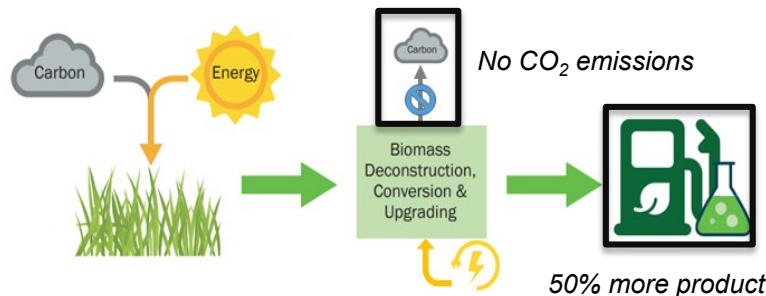 Carbon
Energy
Carbon
No CO₂ emissions
Biomass
Deconstruction,
Conversion &
Upgrading
50% more product